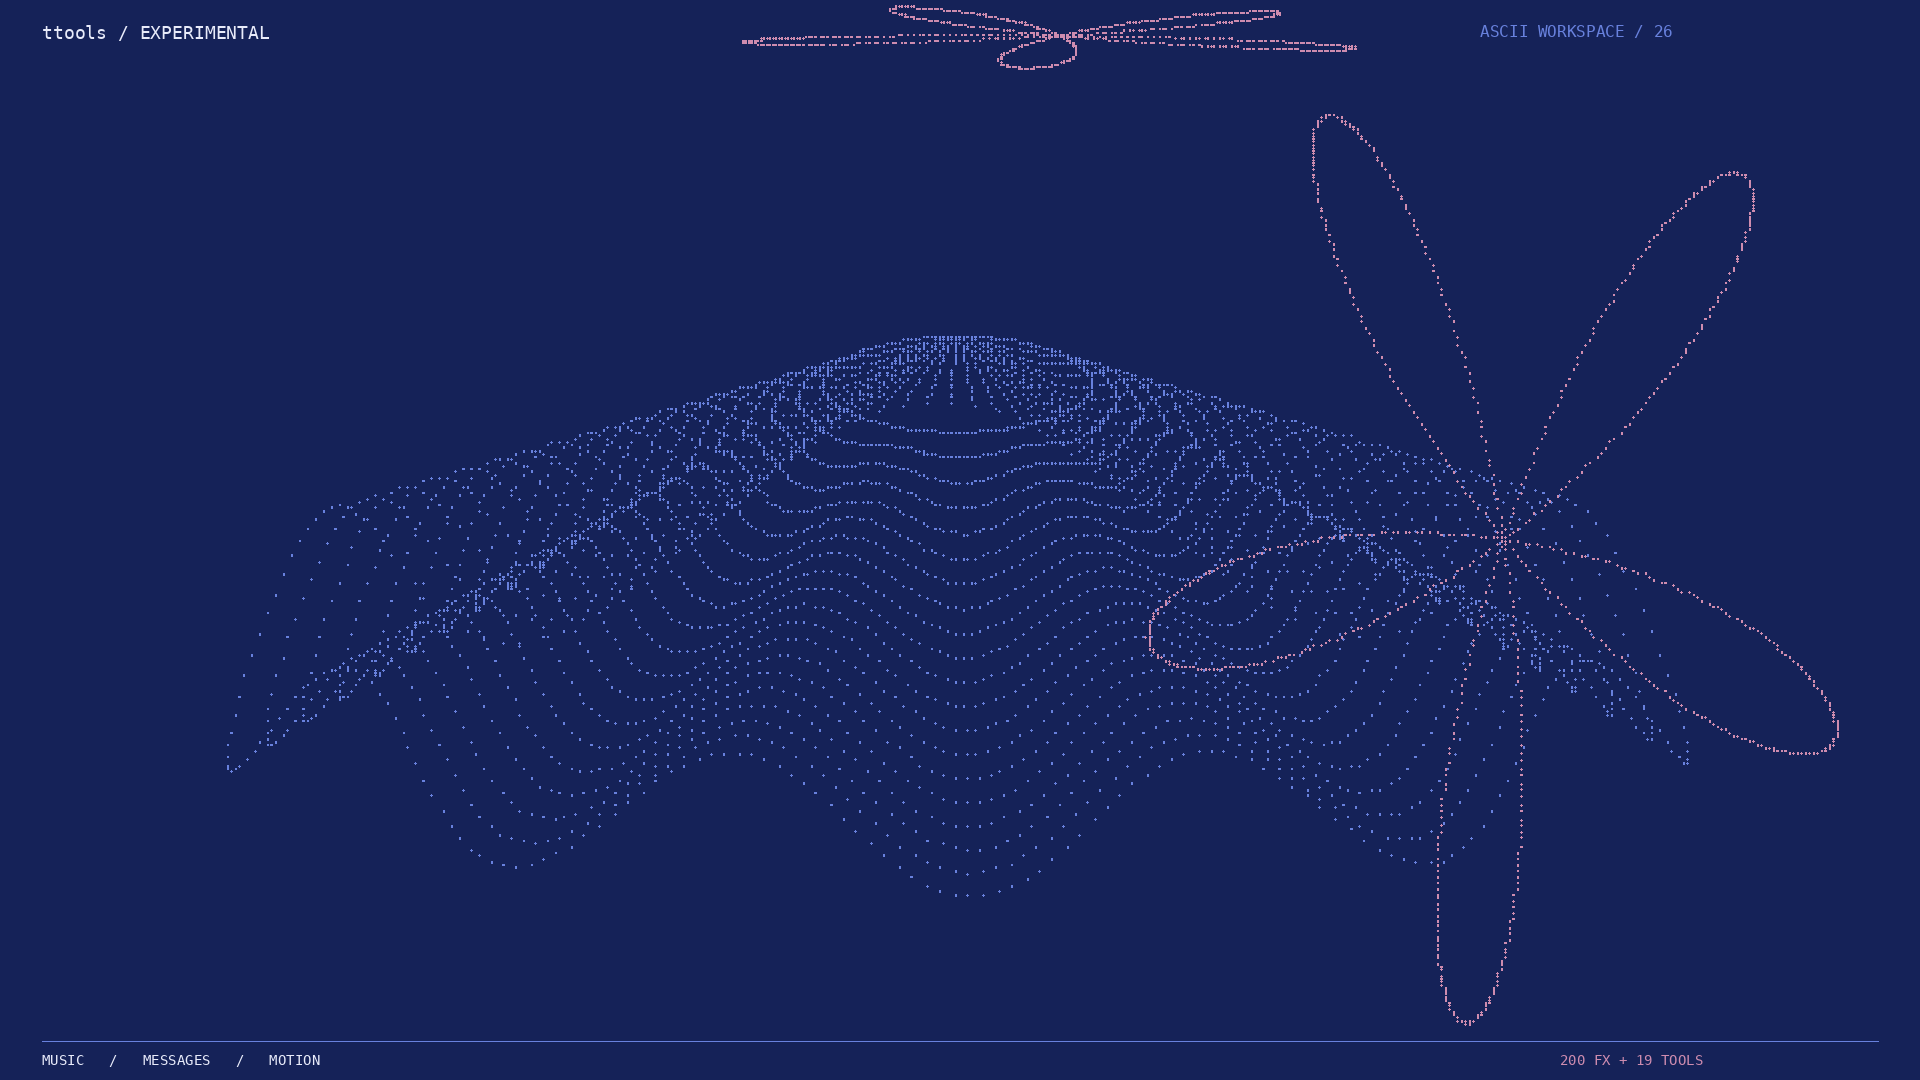 ttools / EXPERIMENTAL
ASCII WORKSPACE / 26
MUSIC / MESSAGES / MOTION
200 FX + 19 TOOLS